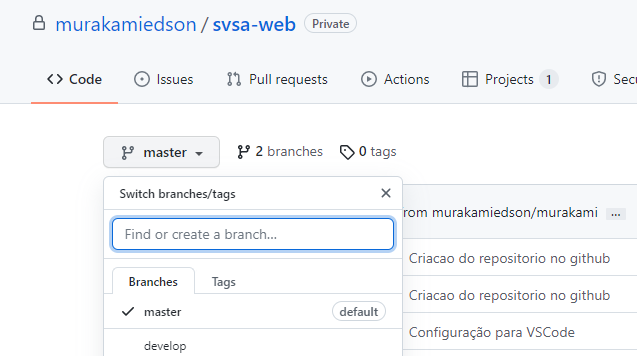 murakamiedson / svsa-web Private
Code Issues Pull requests Actions Projects 1 Secu
master 2 branches 0 tags
Switch branches/tags
rom murakamiedson/murakami ...
Find or create a branch...
Criacao do repositorio no github
Branches Tags
Criacao do repositorio no github
master default
Configuração para VSCode
develop